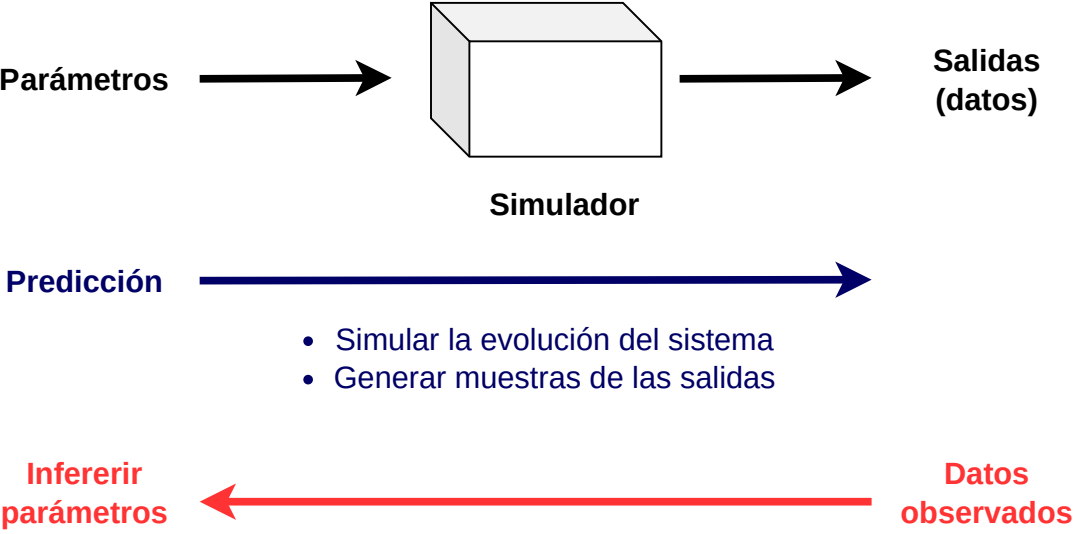 Parámetros
Salidas
(datos)
Simulador
Predicción
• Simular la evolución del sistema
• Generar muestras de las salidas
Infererir
parámetros
Datos
observados